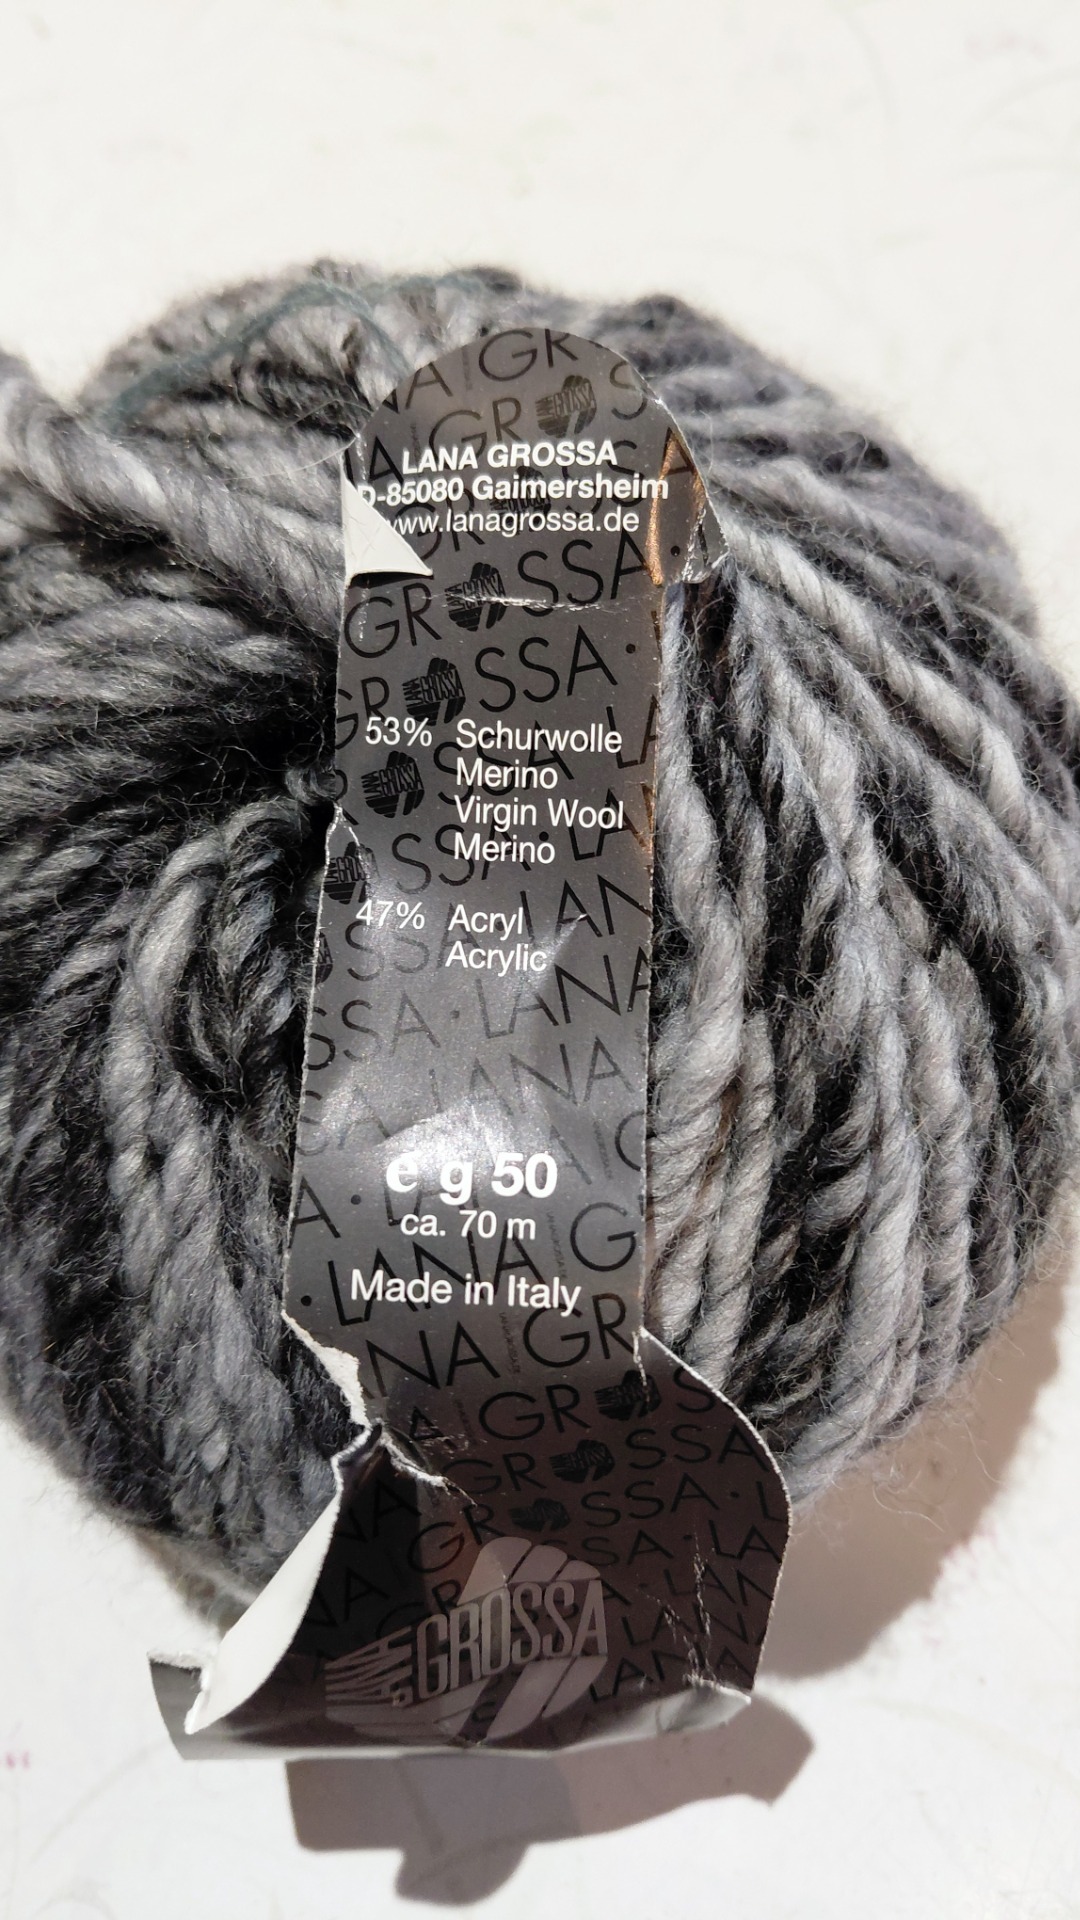 LANA GROSSA
D-85080 Gaimersheim
www.lanagrossa.de
53% Schurwolle
Merino
Virgin Wool
Merino
47% Acryl
Acrylic
e g 50
ca. 70 m
Made in Italy
LANA GROSSA